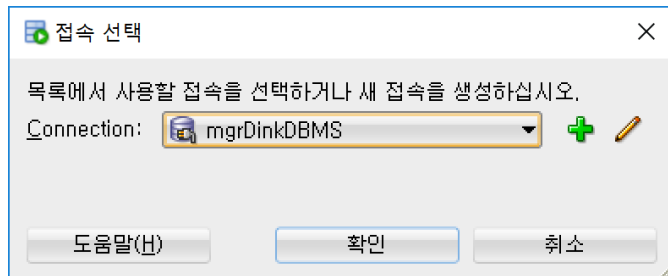 접속 선택
목록에서 사용할 접속을 선택하거나 새 접속을 생성하십시오.
Connection: mgrDinkDBMS
도움말(H) 확인 취소